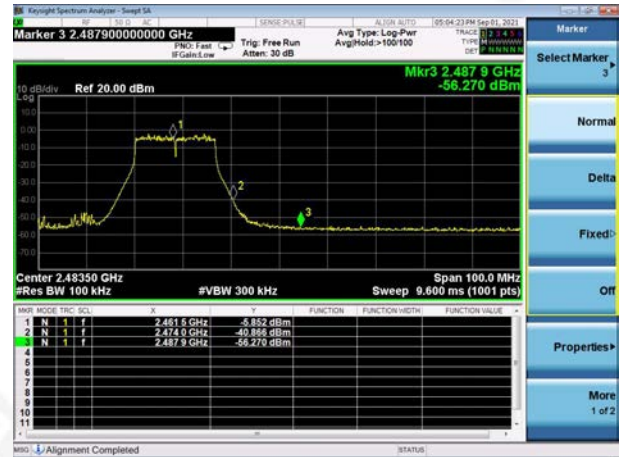 Keysight Spectrum Analyzer - Swept SA
RF 50 Ω AC SENSE:PULSE ALIGN AUTO 05:04:23 PM Sep 01, 2021
Marker 3 2.487900000000 GHz
PNO: Fast
IFGain:Low
Trig: Free Run
Atten: 30 dB
Avg Type: Log-Pwr
Avg|Hold:>100/100
TRACE 1 2 3 4 5 6
TYPE M WWWWW
DET P NNNNN
Mkr3 2.487 9 GHz
-56.270 dBm
10 dB/div Ref 20.00 dBm
Log
10.0
0.00
-10.0
-20.0
-30.0
-40.0
-50.0
-60.0
-70.0
1
2
3
Center 2.48350 GHz Span 100.0 MHz
#Res BW 100 kHz #VBW 300 kHz Sweep 9.600 ms (1001 pts)
MKR MODE TRC SCL X Y FUNCTION FUNCTION WIDTH FUNCTION VALUE
1 N 1 f 2.461 5 GHz -5.852 dBm
2 N 1 f 2.474 0 GHz -40.866 dBm
3 N 1 f 2.487 9 GHz -56.270 dBm
4
5
6
7
8
9
10
11
MSG Alignment Completed STATUS
Marker
Select Marker
3
Normal
Delta
Fixed
Off
Properties
More
1 of 2